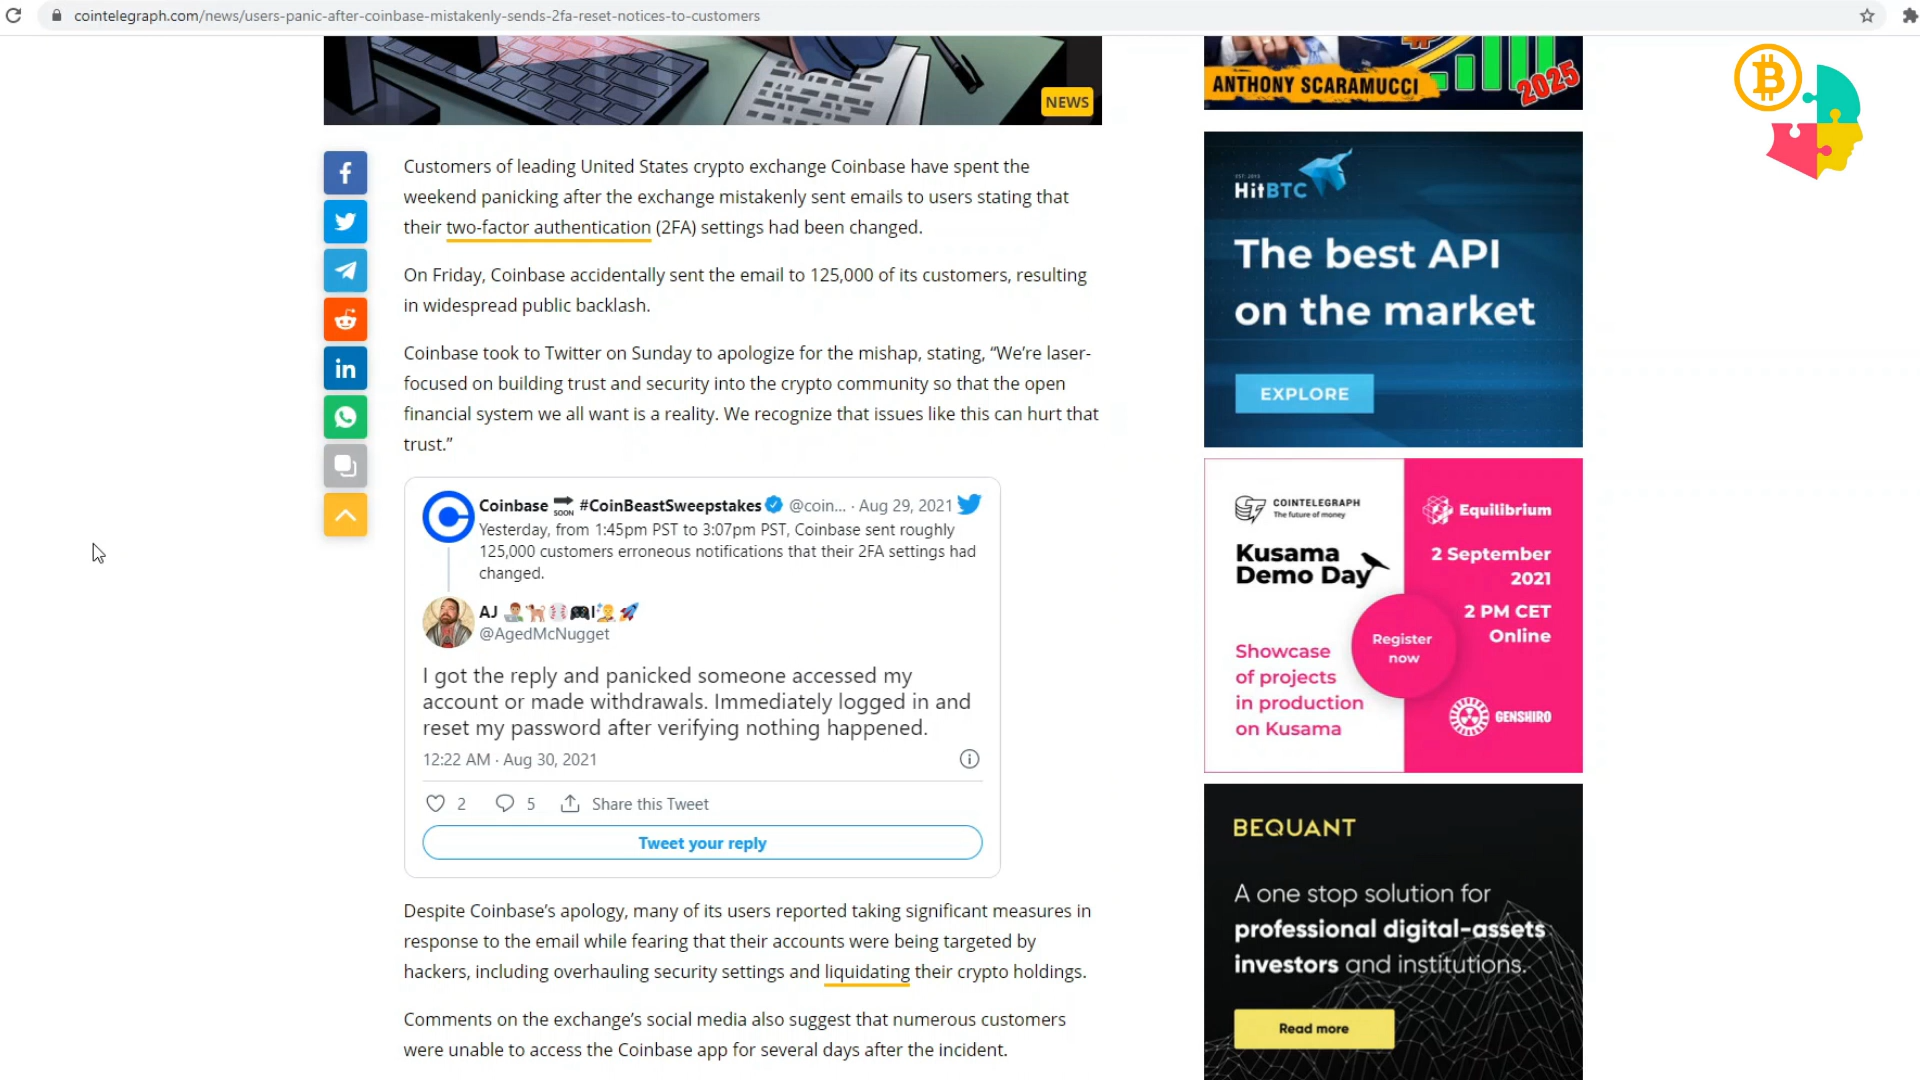 cointelegraph.com/news/users-panic-after-coinbase-mistakenly-sends-2fa-reset-notices-to-customers
NEWS
Customers of leading United States crypto exchange Coinbase have spent the
weekend panicking after the exchange mistakenly sent emails to users stating that
their two-factor authentication (2FA) settings had been changed.
On Friday, Coinbase accidentally sent the email to 125,000 of its customers, resulting
in widespread public backlash.
Coinbase took to Twitter on Sunday to apologize for the mishap, stating, “We’re laser-
focused on building trust and security into the crypto community so that the open
financial system we all want is a reality. We recognize that issues like this can hurt that
trust.”
Coinbase SOON #CoinBeastSweepstakes @coin... · Aug 29, 2021
Yesterday, from 1:45pm PST to 3:07pm PST, Coinbase sent roughly
125,000 customers erroneous notifications that their 2FA settings had
changed.
AJ
@AgedMcNugget
I got the reply and panicked someone accessed my
account or made withdrawals. Immediately logged in and
reset my password after verifying nothing happened.
12:22 AM · Aug 30, 2021
2 5 Share this Tweet
Tweet your reply
Despite Coinbase’s apology, many of its users reported taking significant measures in
response to the email while fearing that their accounts were being targeted by
hackers, including overhauling security settings and liquidating their crypto holdings.
Comments on the exchange’s social media also suggest that numerous customers
were unable to access the Coinbase app for several days after the incident.
ANTHONY SCARAMUCCI
2025
HitBTC
The best API
on the market
EXPLORE
COINTELEGRAPH
The future of money
Kusama
Demo Day
Showcase
of projects
in production
on Kusama
Equilibrium
2 September
2021
2 PM CET
Online
Register
now
GENSHIRO
BEQUANT
A one stop solution for
professional digital-assets
investors and institutions.
Read more